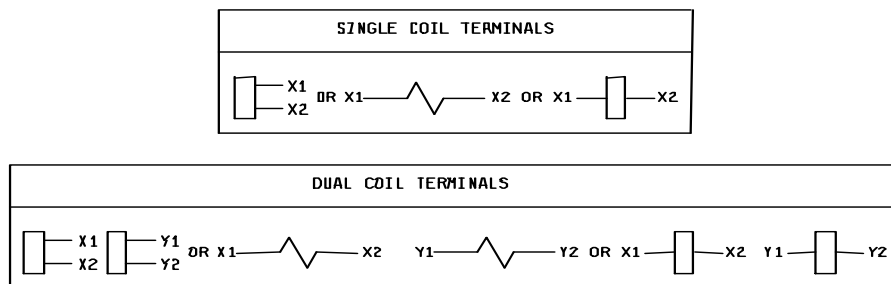 SINGLE COIL TERMINALS
X1
X2
OR X1 X2 OR X1 X2
DUAL COIL TERMINALS
X1 Y1
X2 Y2
OR X1 X2 Y1 Y2 OR X1 X2 Y1 Y2